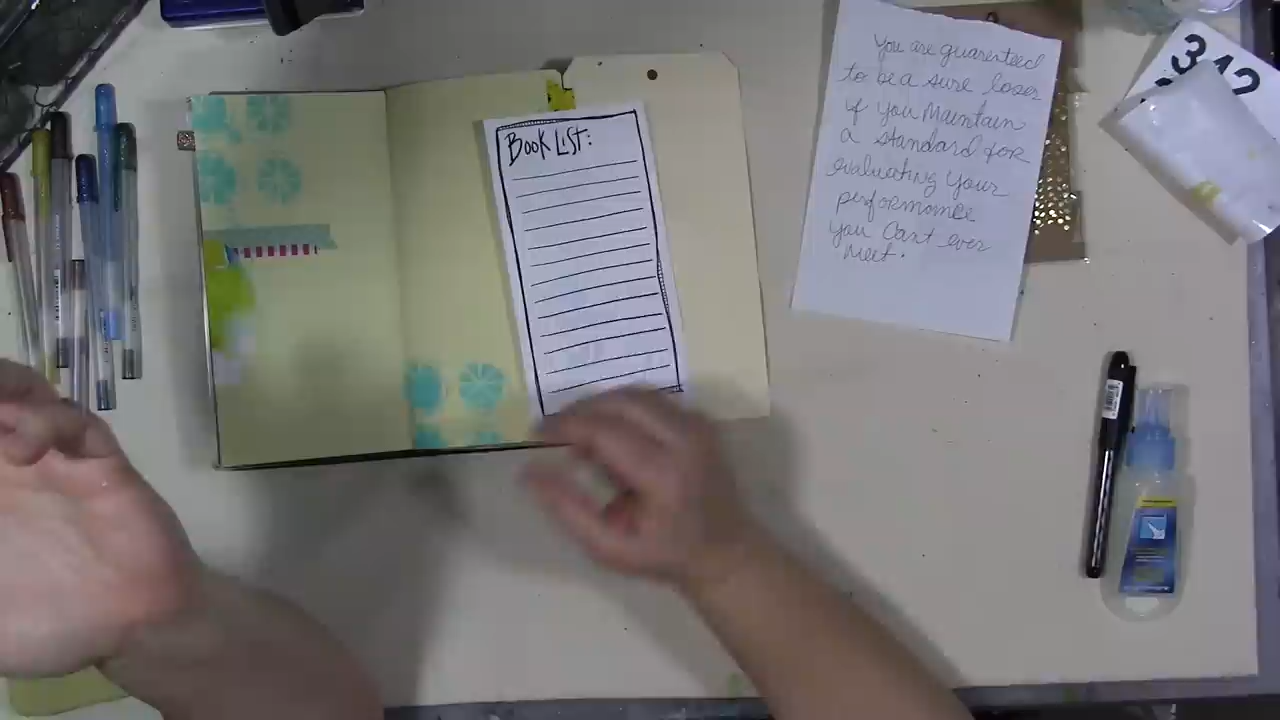 Book List:
You are guarenteed
to be a sure loser
if you Maintain
a standard for
evaluating your
performance
you Can't ever
meet.
342